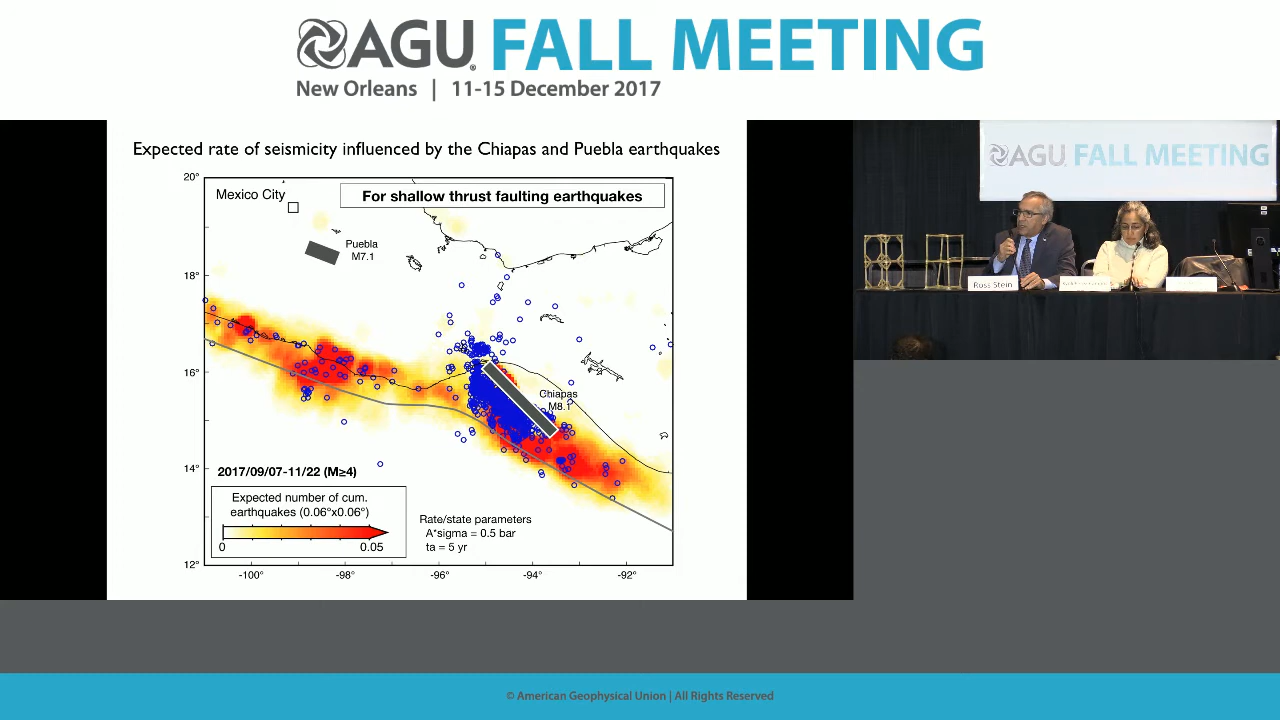 AGU FALL MEETING
New Orleans | 11-15 December 2017
Expected rate of seismicity influenced by the Chiapas and Puebla earthquakes
20°
18°
16°
14°
12°
Mexico City
For shallow thrust faulting earthquakes
Puebla
M7.1
Chiapas
M8.1
2017/09/07-11/22 (M≥4)
Expected number of cum.
earthquakes (0.06°x0.06°)
0
0.05
Rate/state parameters
A*sigma = 0.5 bar
ta = 5 yr
-100°
-98°
-96°
-94°
-92°
AGU FALL MEETING
Russ Stein
© American Geophysical Union | All Rights Reserved